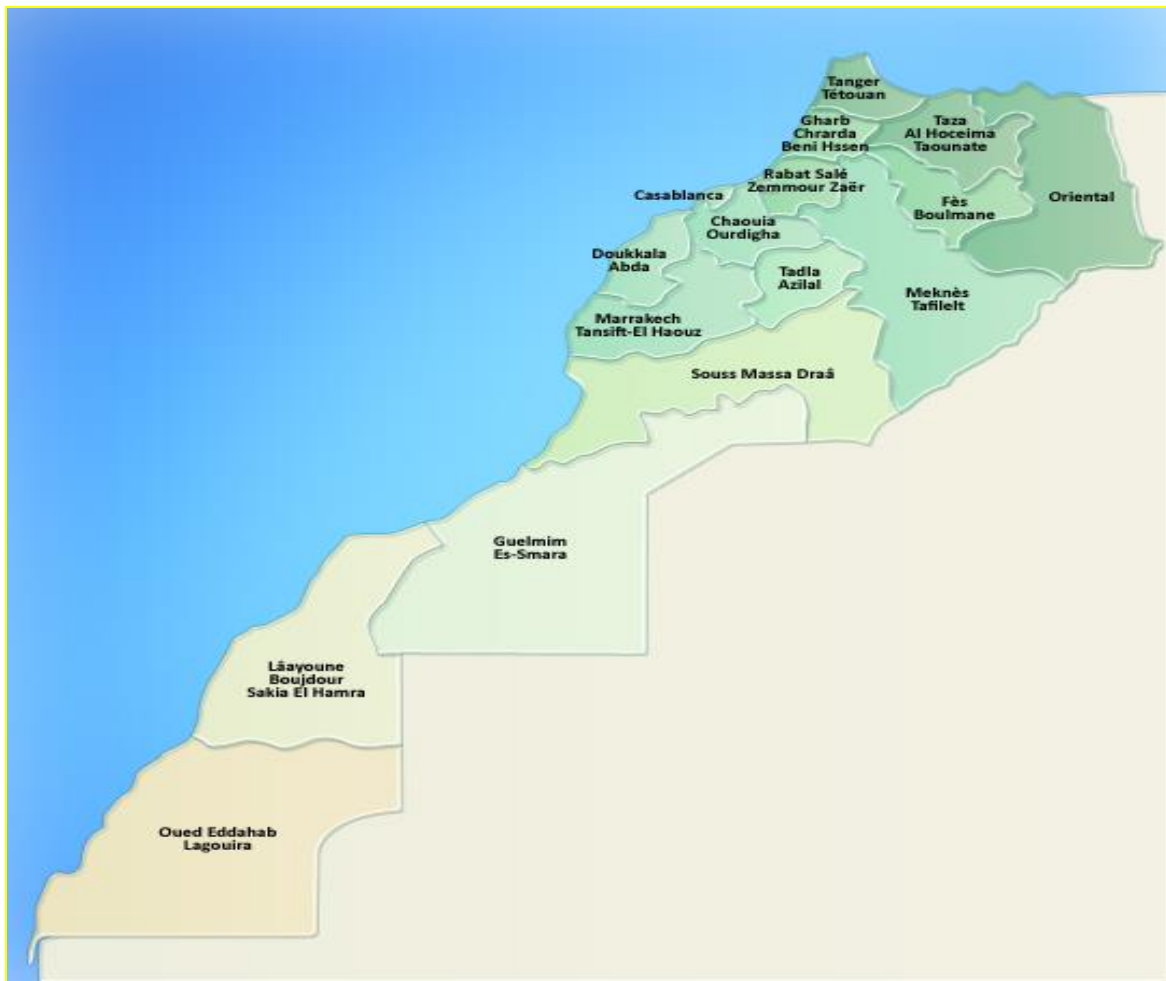 Tanger
Tétouan
Gharb
Chrarda
Beni Hssen
Taza
Al Hoceima
Taounate
Rabat Salé
Zemmour Zaër
Casablanca
Fès
Boulmane
Oriental
Chaouia
Ourdigha
Doukkala
Abda
Tadla
Azilal
Meknès
Tafilelt
Marrakech
Tansift-El Haouz
Souss Massa Draâ
Guelmim
Es-Smara
Lâayoune
Boujdour
Sakia El Hamra
Oued Eddahab
Lagouira